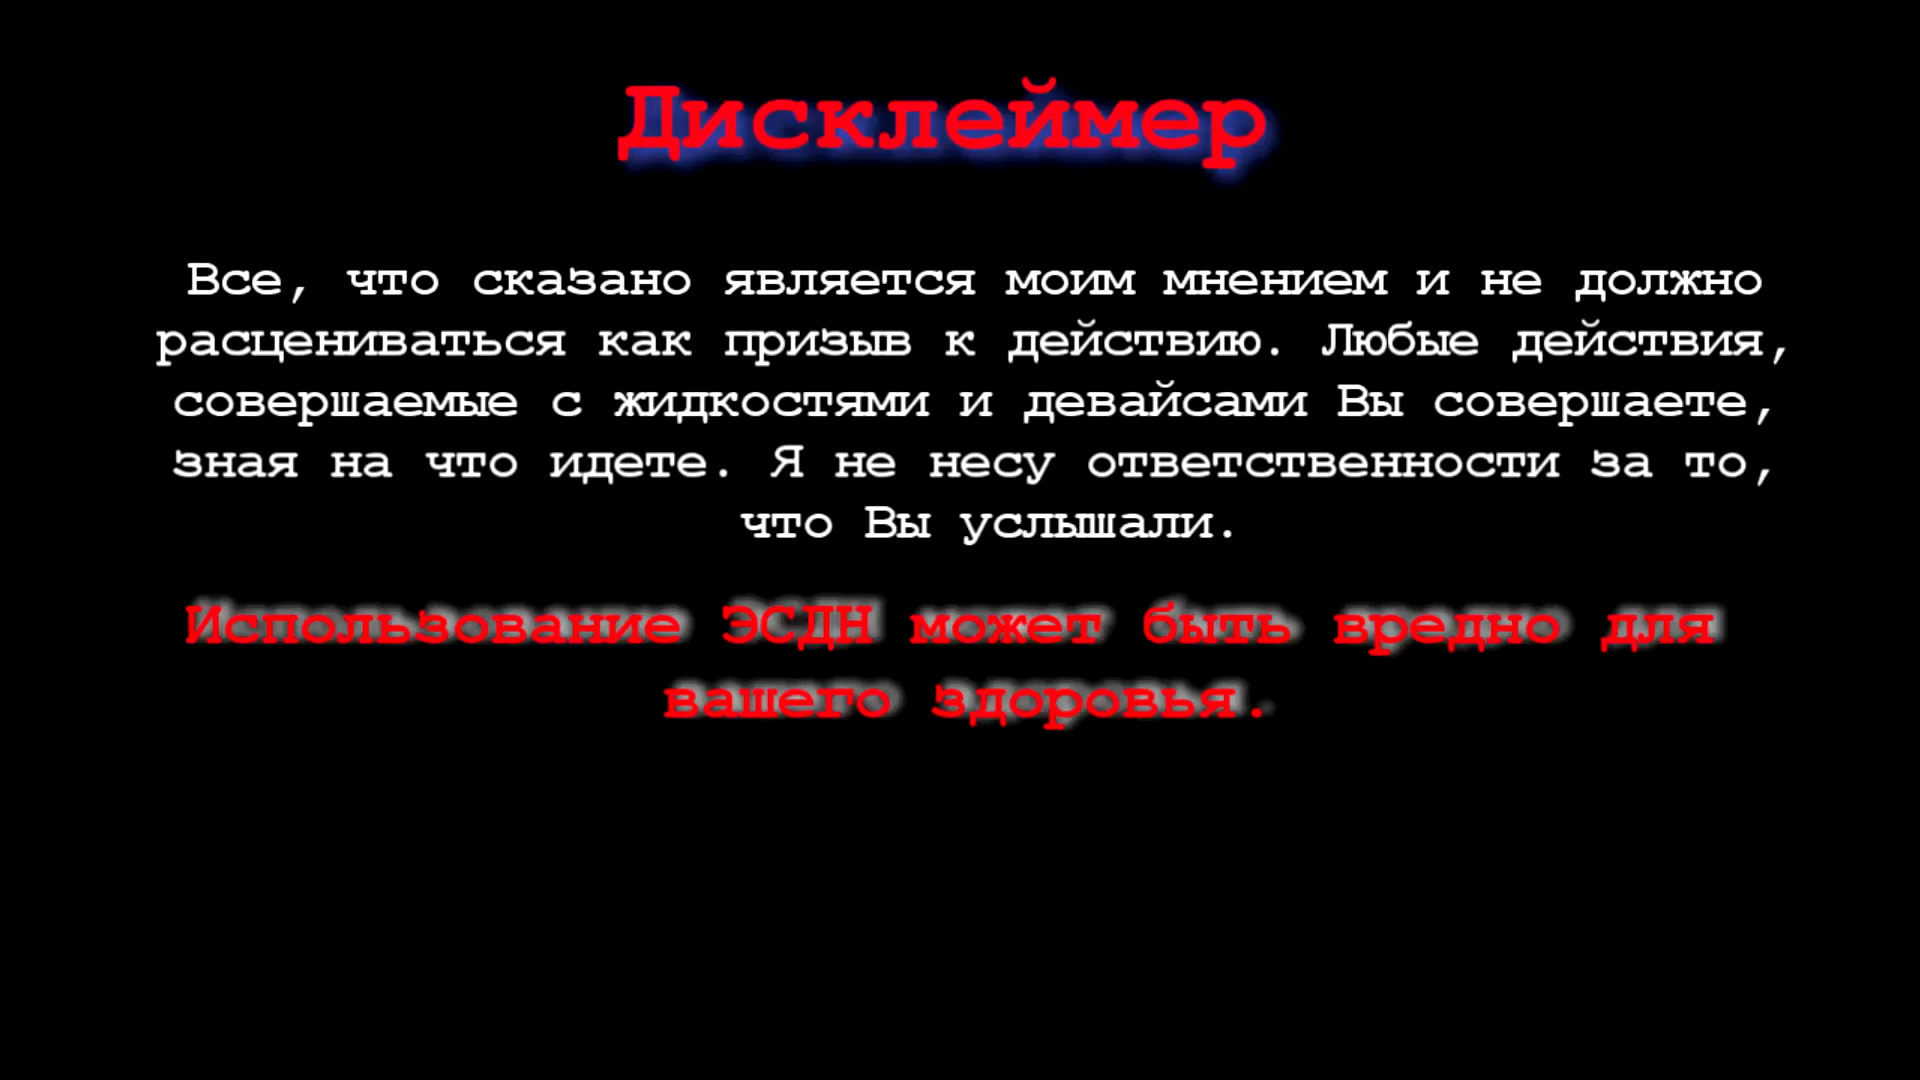 Дисклеймер
Все, что сказано является моим мнением и не должно
расцениваться как призыв к действию. Любые действия,
совершаемые с жидкостями и девайсами Вы совершаете,
зная на что идете. Я не несу ответственности за то,
что Вы услышали.
Использование ЭСДН может быть вредно для
вашего здоровья.